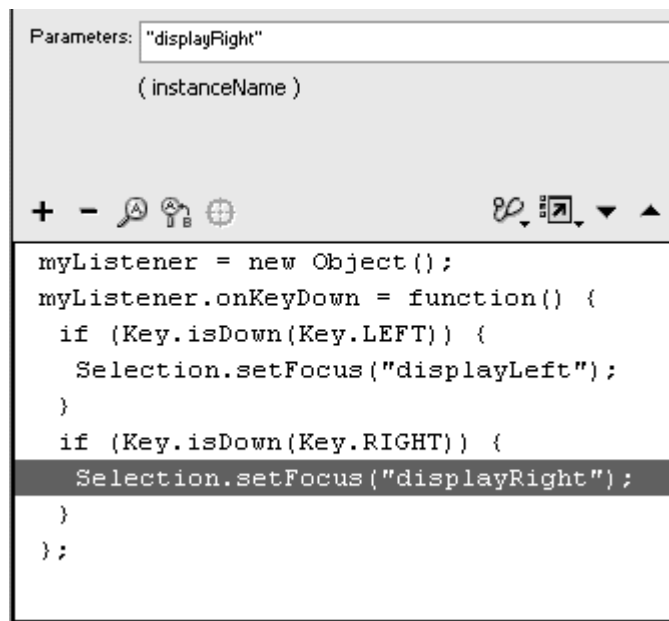 Parameters: "displayRight"
( instanceName )
myListener = new Object();
myListener.onKeyDown = function() {
if (Key.isDown(Key.LEFT)) {
Selection.setFocus("displayLeft");
}
if (Key.isDown(Key.RIGHT)) {
Selection.setFocus("displayRight");
}
};